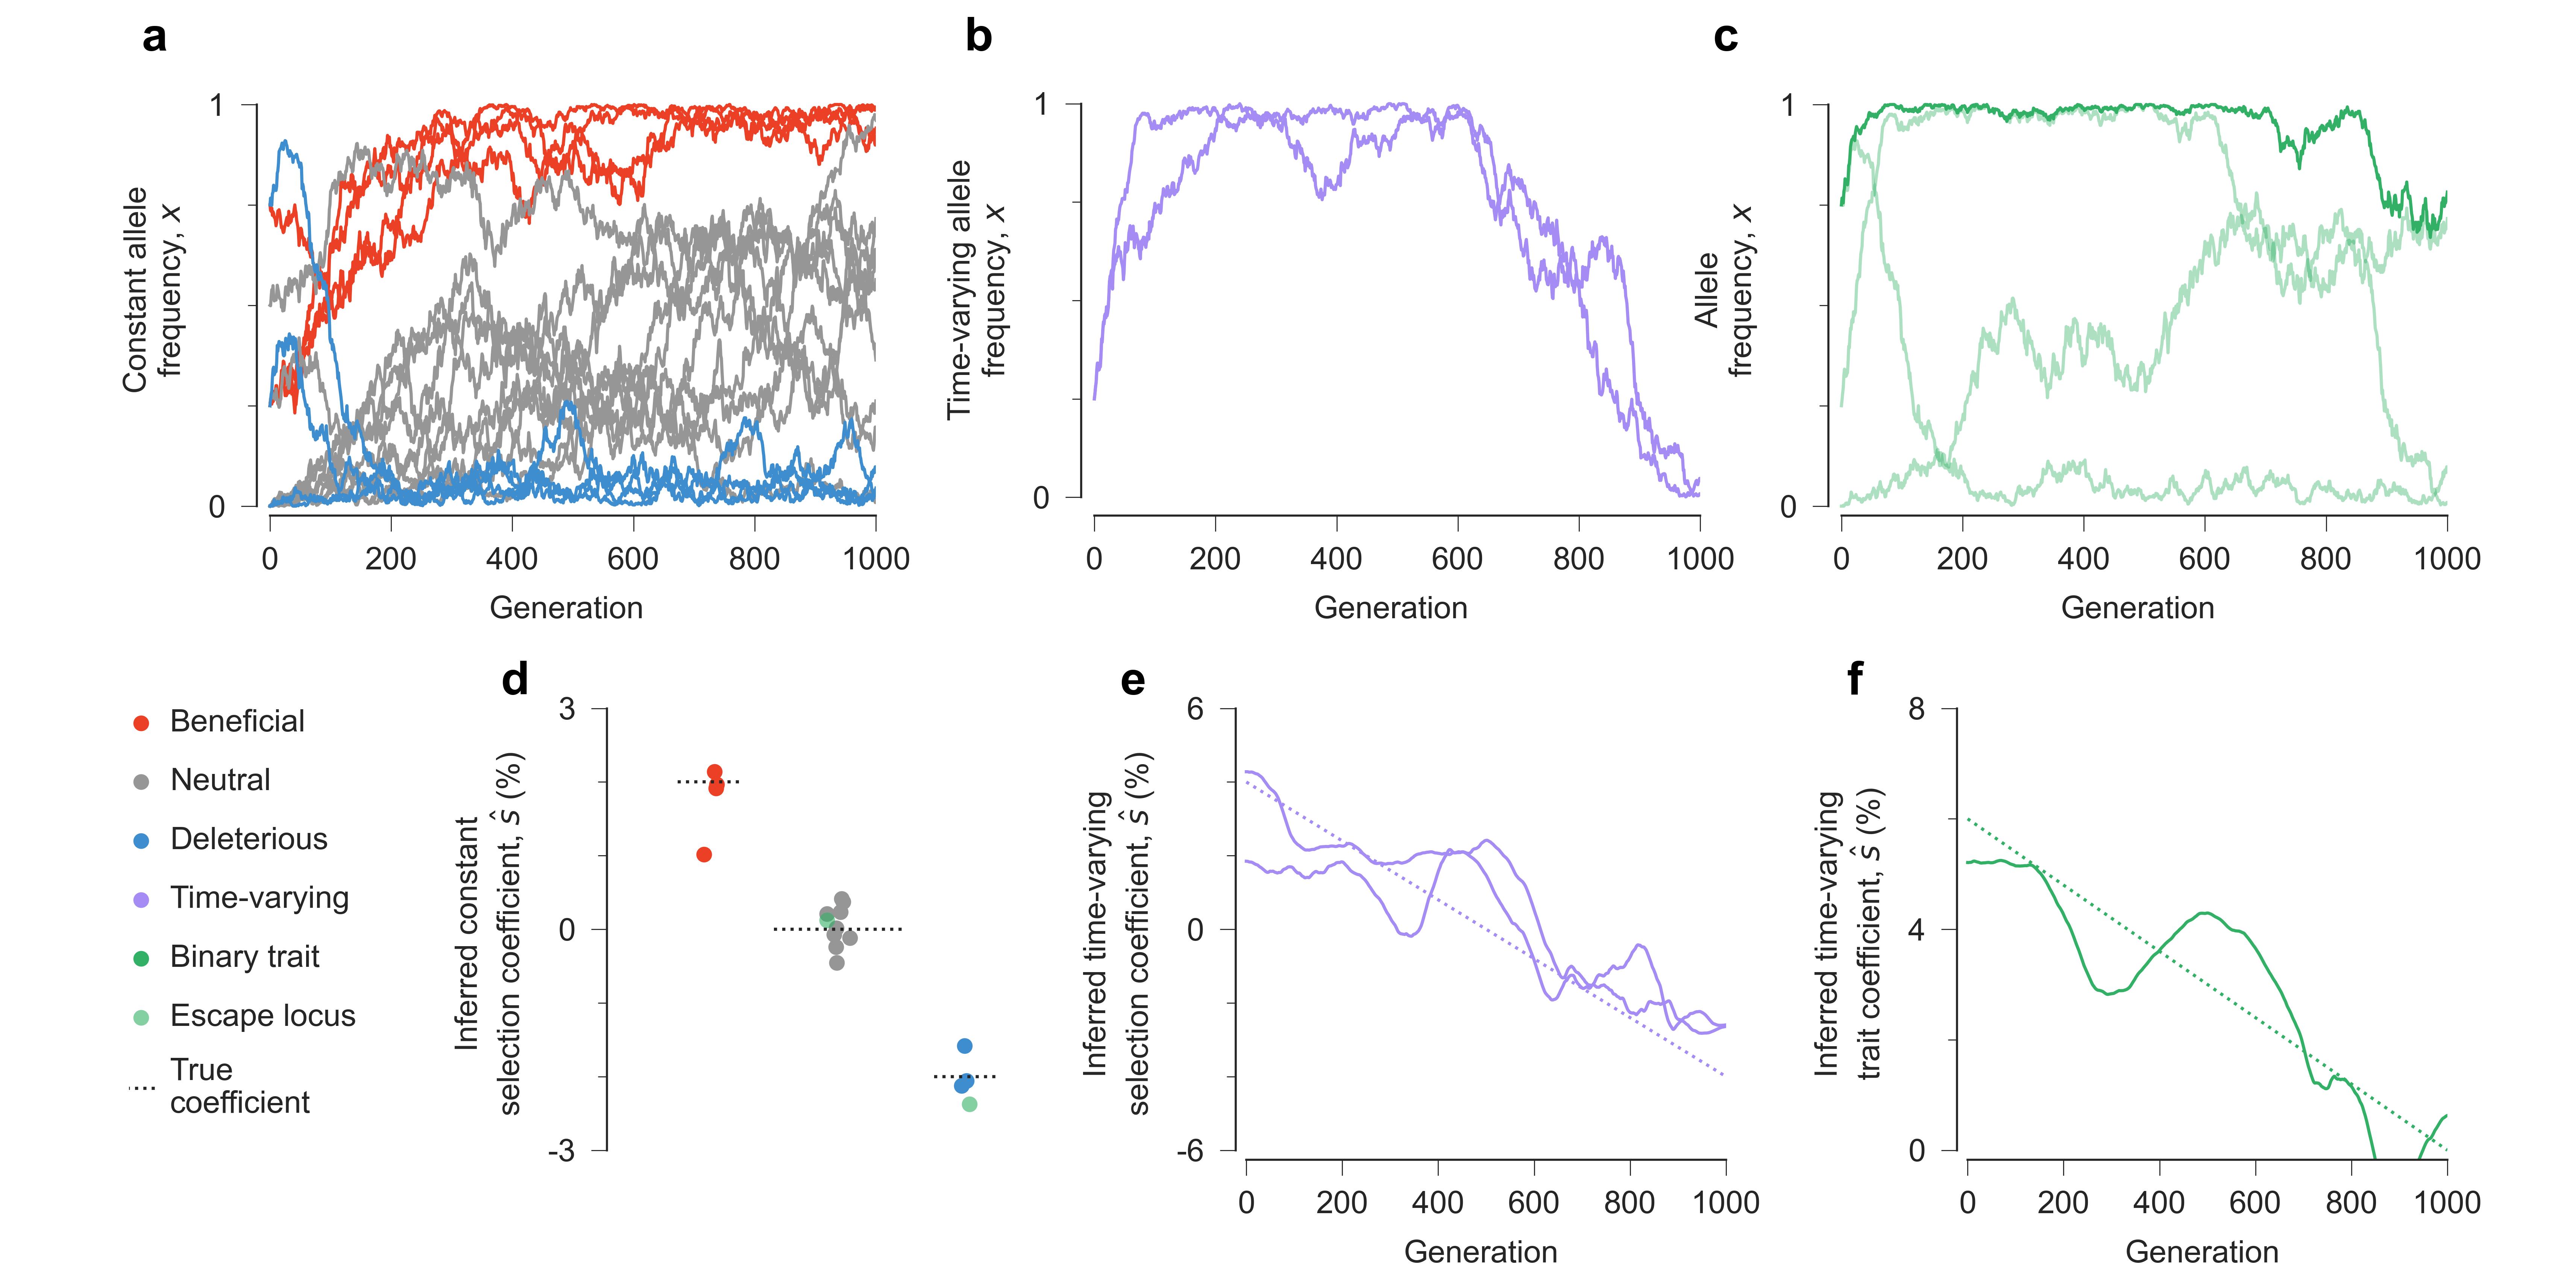 a
Constant allele
frequency, x
1
0
0 200 400 600 800 1000
Generation
b
Time-varying allele
frequency, x
1
0
0 200 400 600 800 1000
Generation
c
Allele
frequency, x
1
0
0 200 400 600 800 1000
Generation
Beneficial
Neutral
Deleterious
Time-varying
Binary trait
Escape locus
True
coefficient
d
Inferred constant
selection coefficient, ŝ (%)
3
0
-3
e
Inferred time-varying
selection coefficient, ŝ (%)
6
0
-6
0 200 400 600 800 1000
Generation
f
Inferred time-varying
trait coefficient, ŝ (%)
8
4
0
0 200 400 600 800 1000
Generation